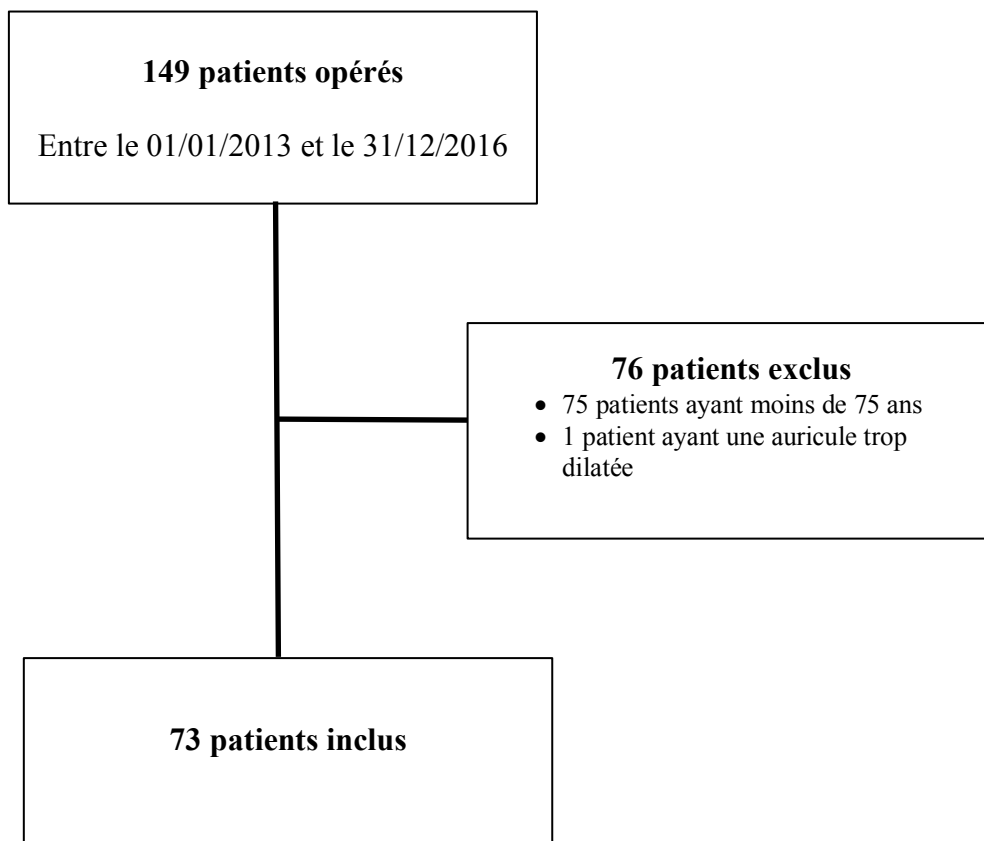 149 patients opérés
Entre le 01/01/2013 et le 31/12/2016
76 patients exclus
• 75 patients ayant moins de 75 ans
• 1 patient ayant une auricule trop
dilatée
73 patients inclus